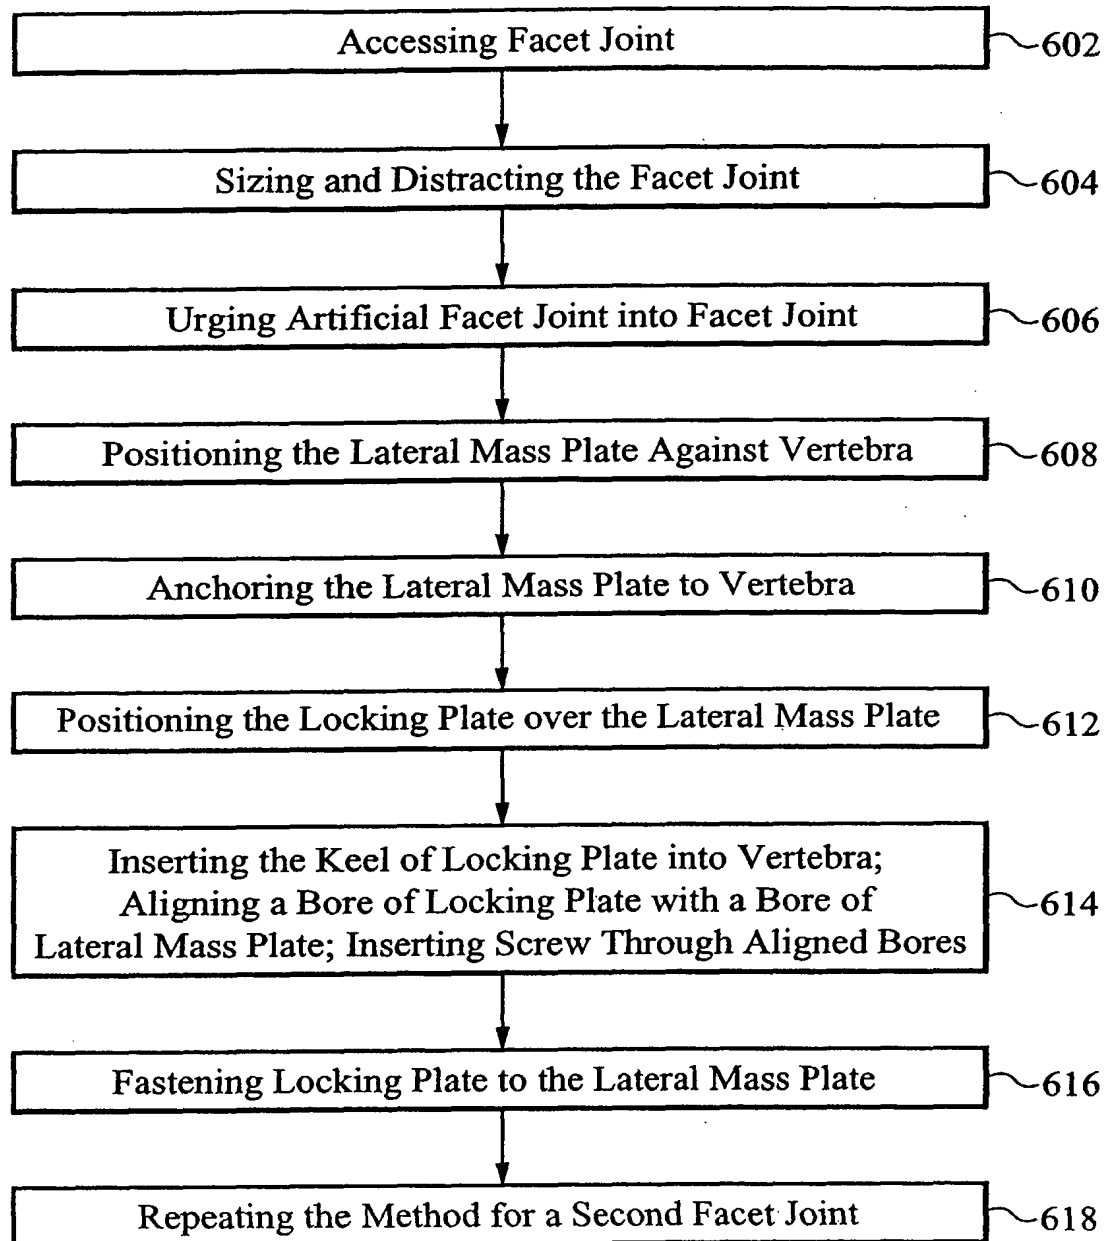 Accessing Facet Joint
602
Sizing and Distracting the Facet Joint
604
Urging Artificial Facet Joint into Facet Joint
606
Positioning the Lateral Mass Plate Against Vertebra
608
Anchoring the Lateral Mass Plate to Vertebra
610
Positioning the Locking Plate over the Lateral Mass Plate
612
Inserting the Keel of Locking Plate into Vertebra;
Aligning a Bore of Locking Plate with a Bore of
Lateral Mass Plate; Inserting Screw Through Aligned Bores
614
Fastening Locking Plate to the Lateral Mass Plate
616
Repeating the Method for a Second Facet Joint
618